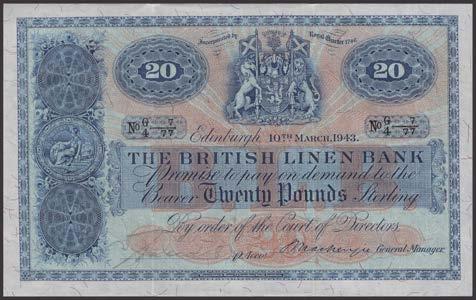 Incorporated by Royal Charter 1746.
20 20
No G/4 7/77 No G/4 7/77
Edinburgh, 10TH MARCH, 1943.
THE BRITISH LINEN BANK
Promise to pay on demand to the
Bearer Twenty Pounds Sterling
By order of the Court of Directors.
General Manager